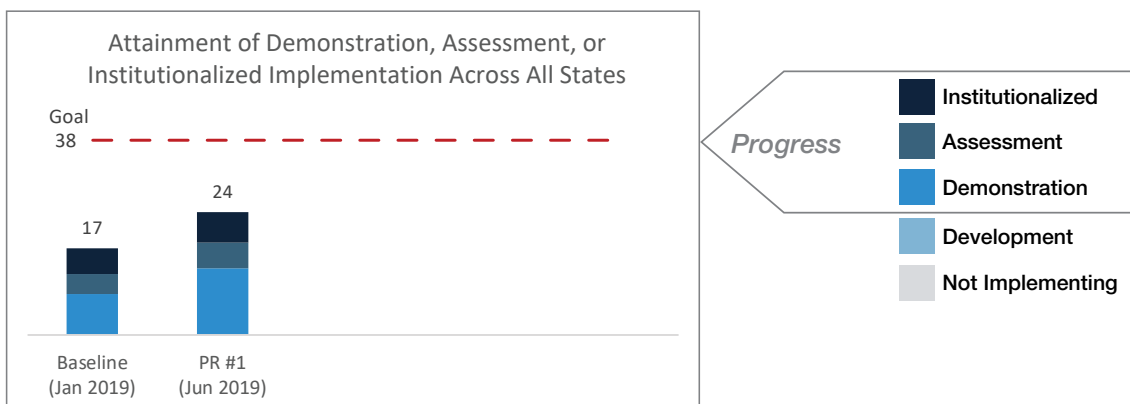 Attainment of Demonstration, Assessment, or
Institutionalized Implementation Across All States
Goal
38
17
24
Baseline
(Jan 2019)
PR #1
(Jun 2019)
Progress
Institutionalized
Assessment
Demonstration
Development
Not Implementing